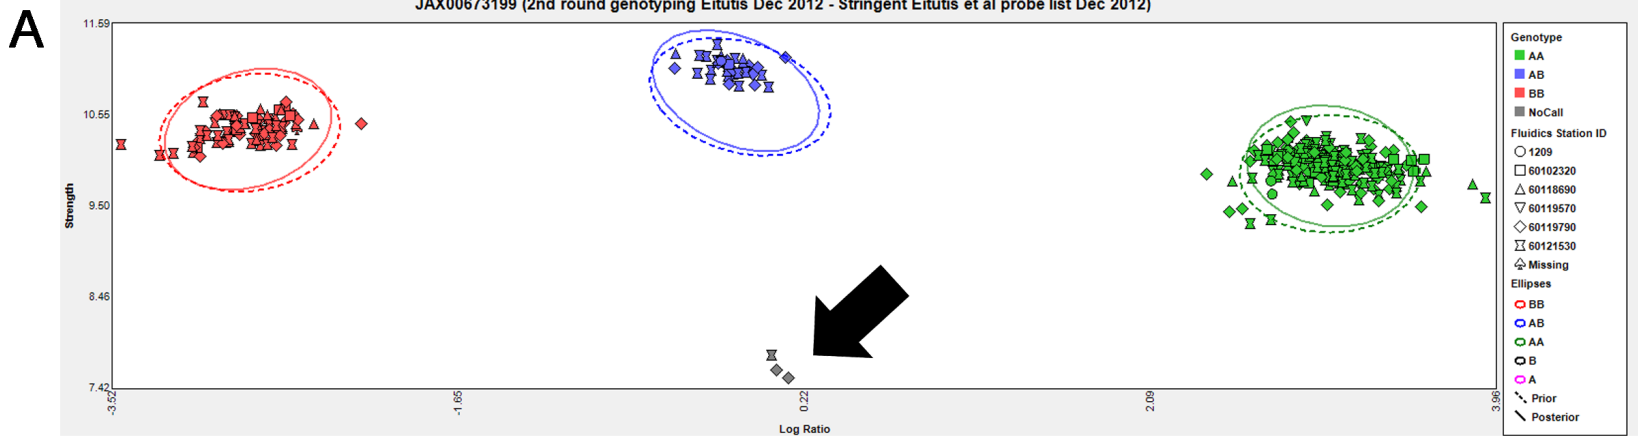 A
JAX00673199 (2nd round genotyping Eitutis Dec 2012 - Stringent Eitutis et al probe list Dec 2012)
11.59
10.55
9.50
8.46
7.42
Strength
-3.52
-1.65
0.22
2.09
3.96
Log Ratio
Genotype
AA
AB
BB
NoCall
Fluidics Station ID
1209
60102320
60118690
60119570
60119790
60121530
Missing
Ellipses
BB
AB
AA
B
A
Prior
Posterior